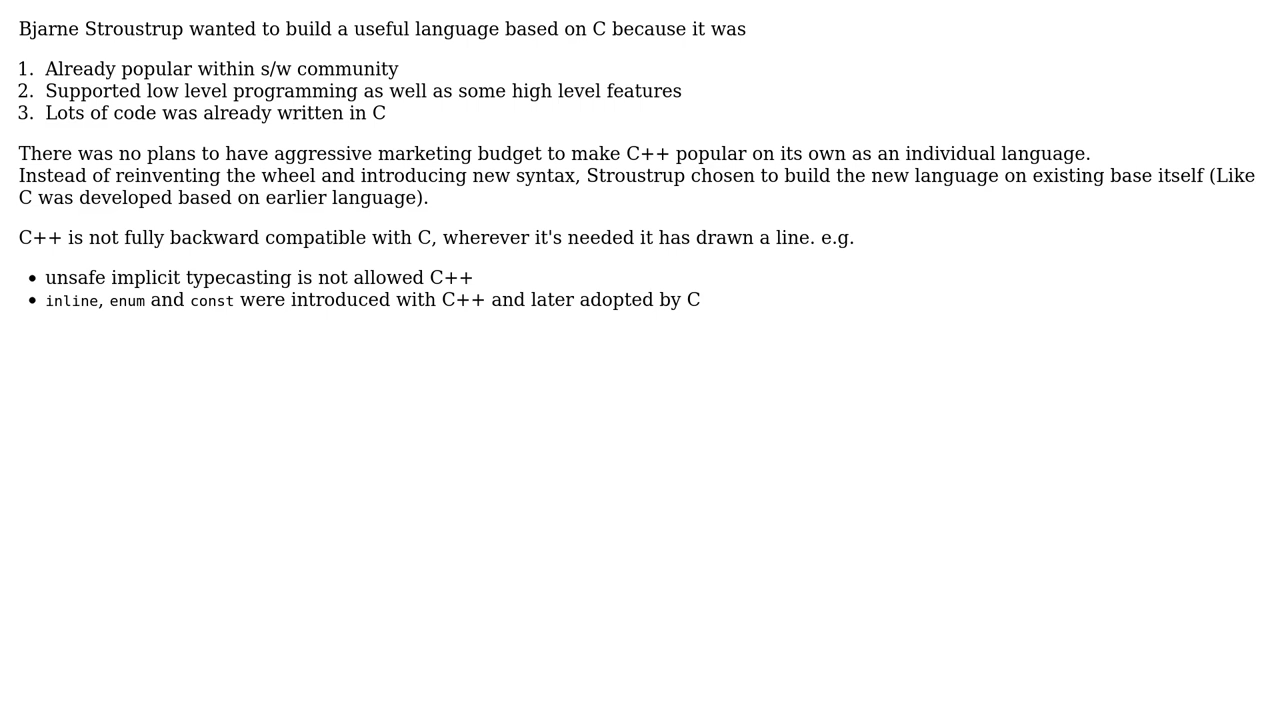 Bjarne Stroustrup wanted to build a useful language based on C because it was
1. Already popular within s/w community
2. Supported low level programming as well as some high level features
3. Lots of code was already written in C
There was no plans to have aggressive marketing budget to make C++ popular on its own as an individual language.
Instead of reinventing the wheel and introducing new syntax, Stroustrup chosen to build the new language on existing base itself (Like
C was developed based on earlier language).
C++ is not fully backward compatible with C, wherever it's needed it has drawn a line. e.g.
• unsafe implicit typecasting is not allowed C++
• inline, enum and const were introduced with C++ and later adopted by C